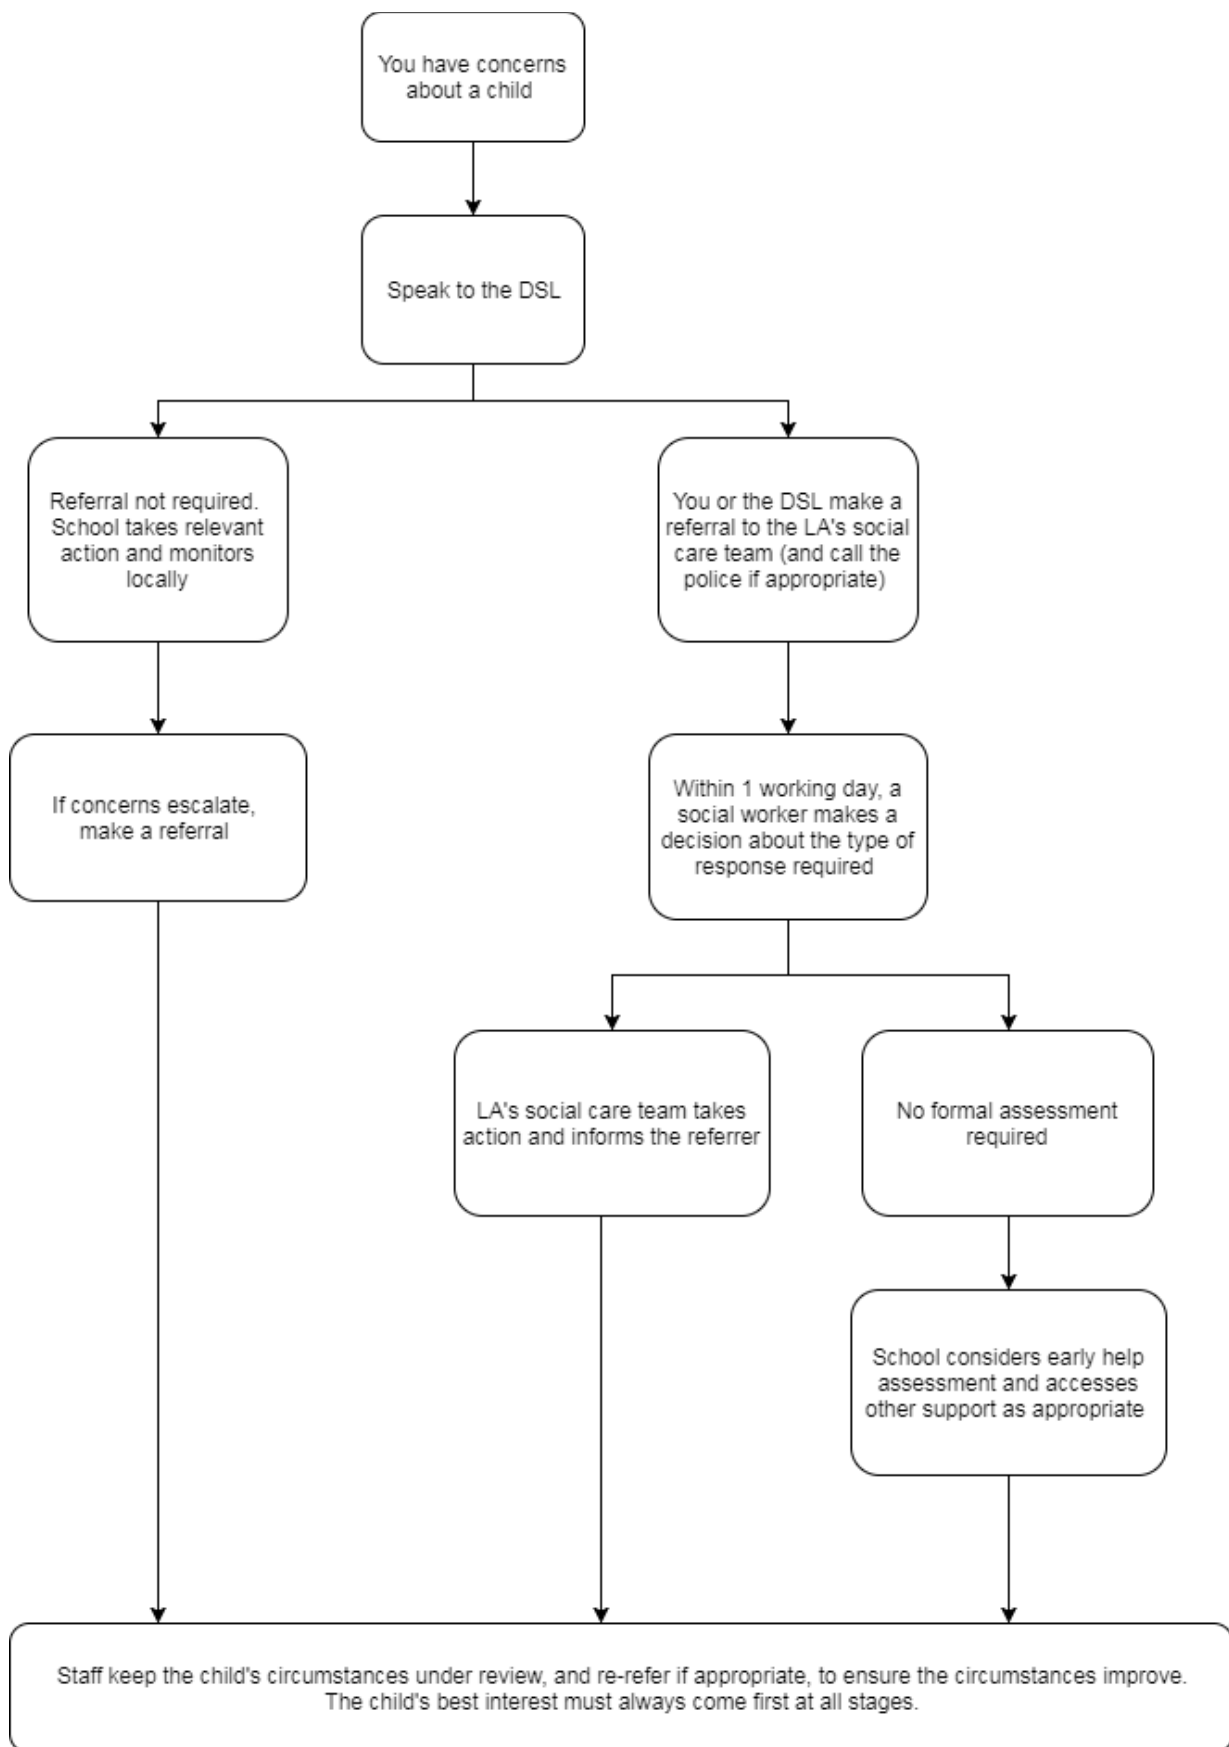 You have concerns
about a child
Speak to the DSL
Referral not required.
School takes relevant
action and monitors
locally
You or the DSL make a
referral to the LA's social
care team (and call the
police if appropriate)
If concerns escalate,
make a referral
Within 1 working day, a
social worker makes a
decision about the type of
response required
LA's social care team takes
action and informs the referrer
No formal assessment
required
School considers early help
assessment and accesses
other support as appropriate
Staff keep the child's circumstances under review, and re-refer if appropriate, to ensure the circumstances improve.
The child's best interest must always come first at all stages.